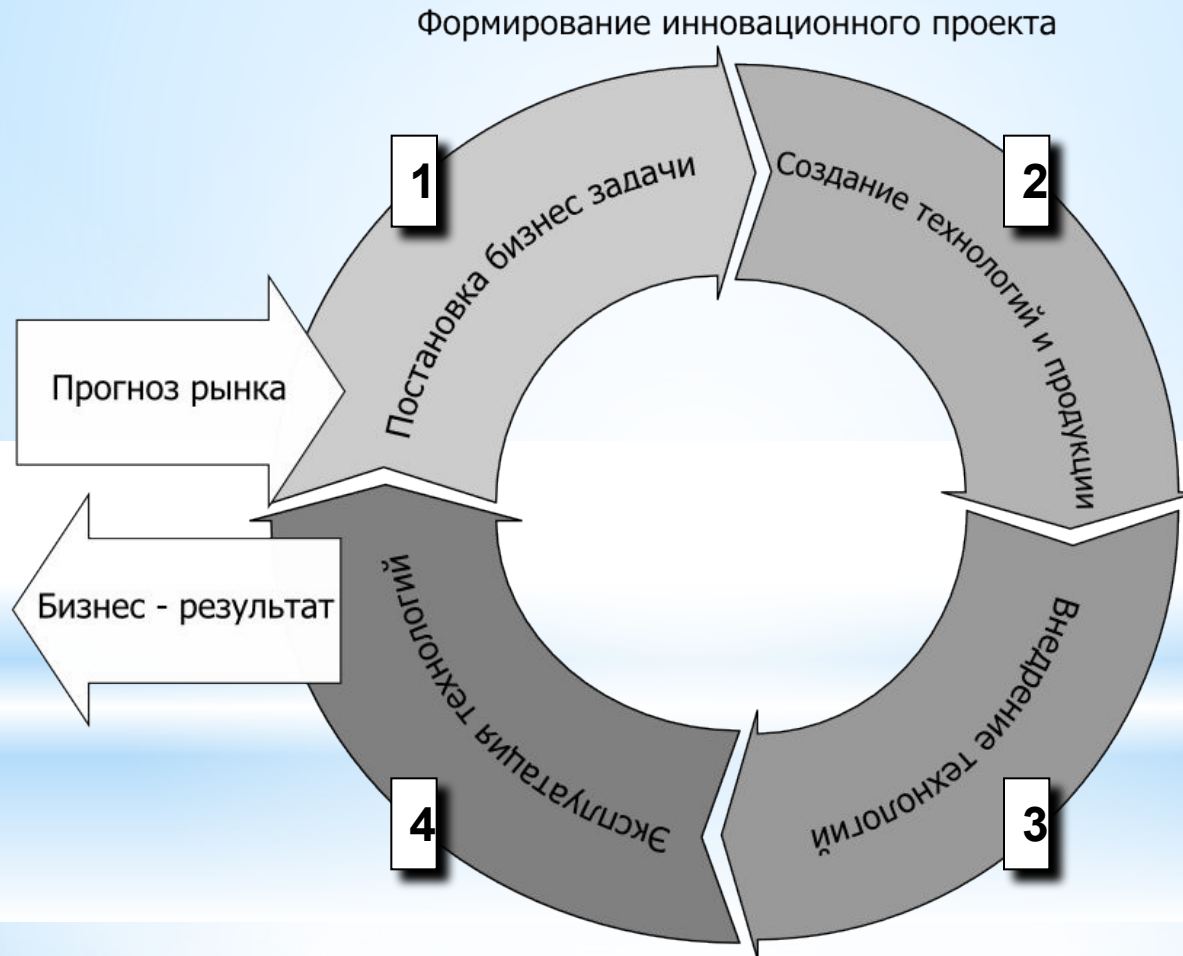 Формирование инновационного проекта
1
Постановка бизнес задачи
2
Создание технологий и продукции
Прогноз рынка
Бизнес - результат
3
Внедрение технологий
4
Эксплуатация технологий